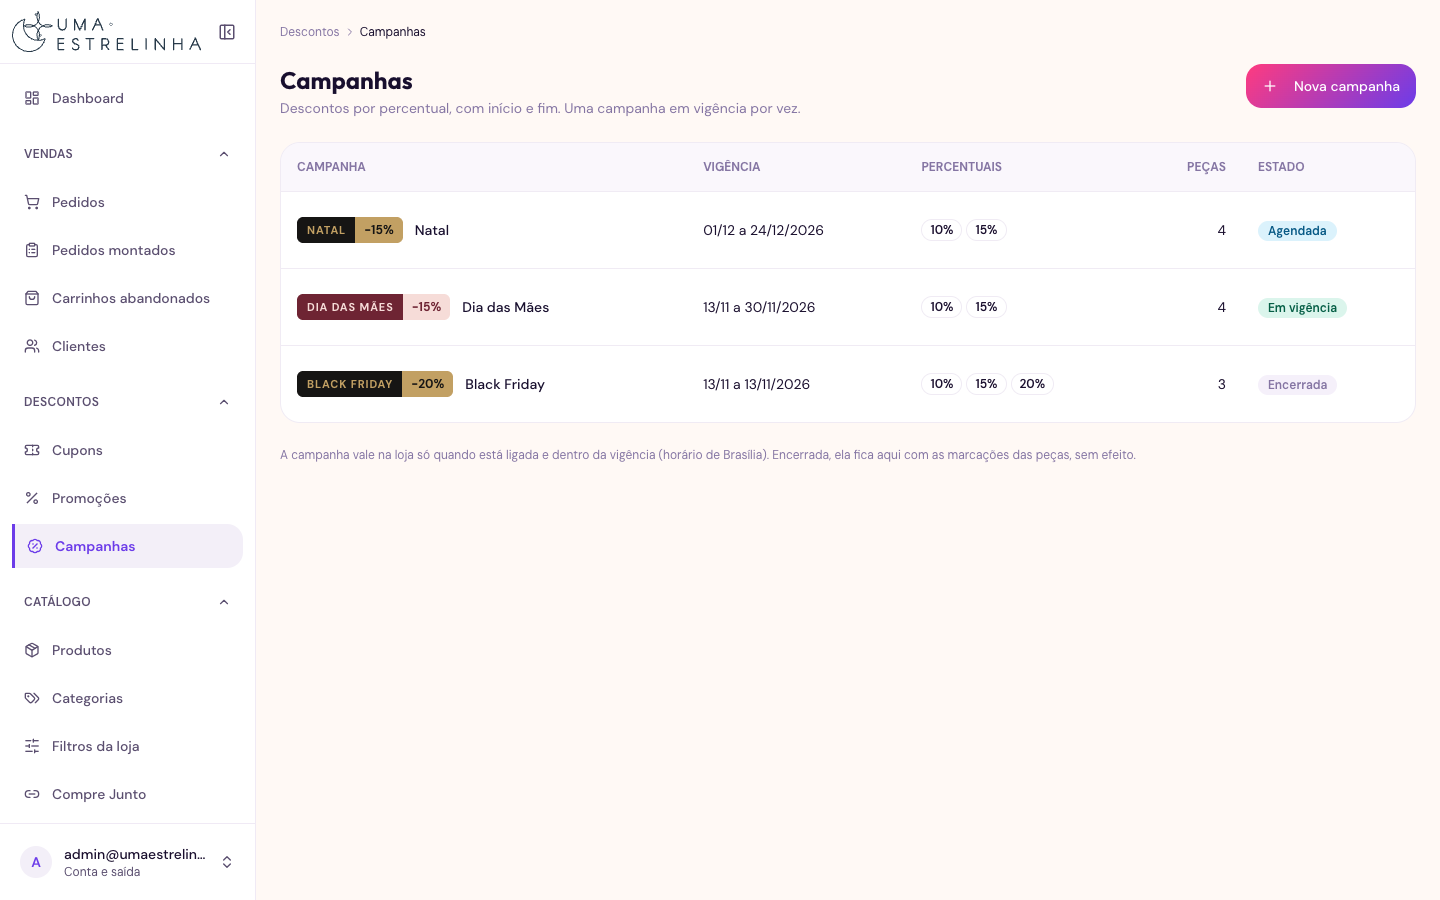 UMA
ESTRELINHA
Dashboard
VENDAS
Pedidos
Pedidos montados
Carrinhos abandonados
Clientes
DESCONTOS
Cupons
Promoções
Campanhas
CATÁLOGO
Produtos
Categorias
Filtros da loja
Compre Junto
A
admin@umaestrelin...
Conta e saída
Descontos > Campanhas
Campanhas
Descontos por percentual, com início e fim. Uma campanha em vigência por vez.
+ Nova campanha
CAMPANHA VIGÊNCIA PERCENTUAIS PEÇAS ESTADO
NATAL -15% Natal 01/12 a 24/12/2026 10% 15% 4 Agendada
DIA DAS MÃES -15% Dia das Mães 13/11 a 30/11/2026 10% 15% 4 Em vigência
BLACK FRIDAY -20% Black Friday 13/11 a 13/11/2026 10% 15% 20% 3 Encerrada
A campanha vale na loja só quando está ligada e dentro da vigência (horário de Brasília). Encerrada, ela fica aqui com as marcações das peças, sem efeito.